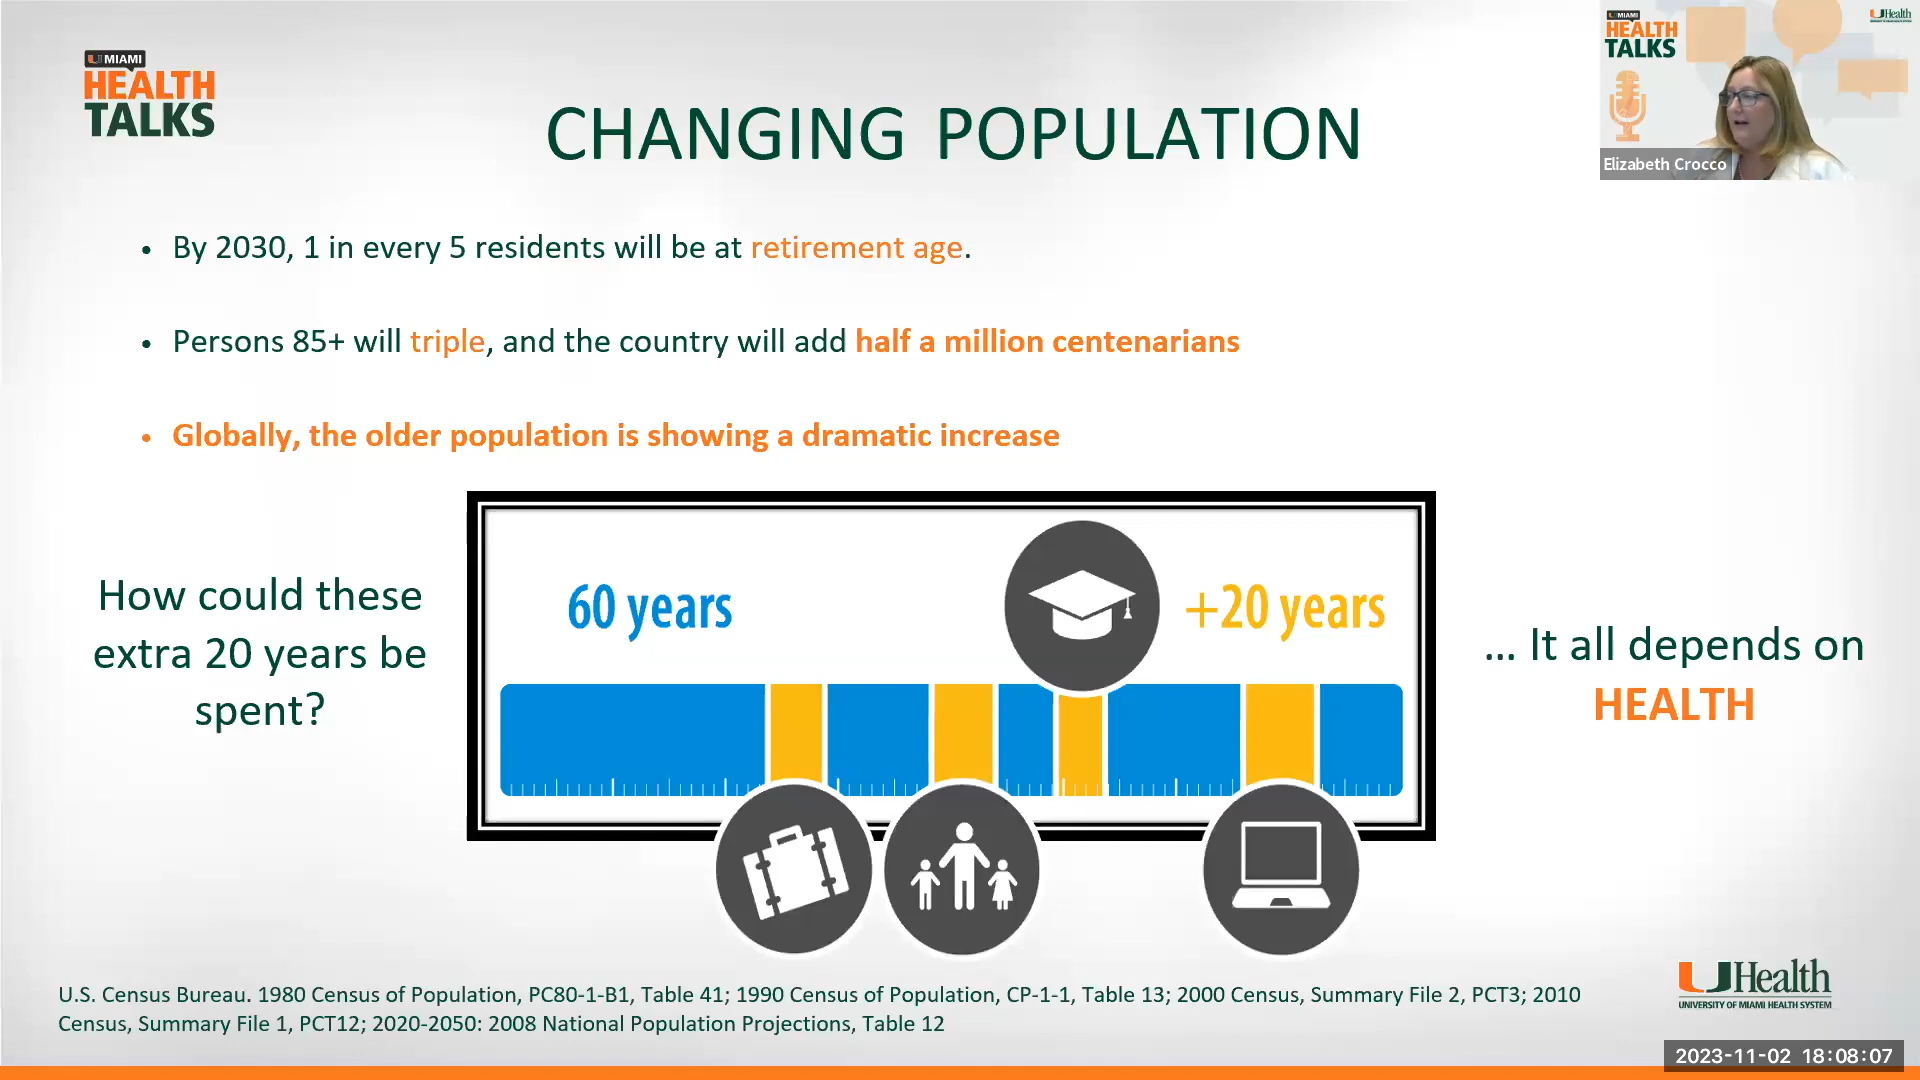 U MIAMI
HEALTH
TALKS
CHANGING POPULATION
U MIAMI
HEALTH
TALKS
UHealth
Elizabeth Crocco
• By 2030, 1 in every 5 residents will be at retirement age.
• Persons 85+ will triple, and the country will add half a million centenarians
• Globally, the older population is showing a dramatic increase
How could these
extra 20 years be
spent?
60 years
+20 years
... It all depends on
HEALTH
U.S. Census Bureau. 1980 Census of Population, PC80-1-B1, Table 41; 1990 Census of Population, CP-1-1, Table 13; 2000 Census, Summary File 2, PCT3; 2010
Census, Summary File 1, PCT12; 2020-2050: 2008 National Population Projections, Table 12
UHealth
UNIVERSITY OF MIAMI HEALTH SYSTEM
2023-11-02 18:08:07